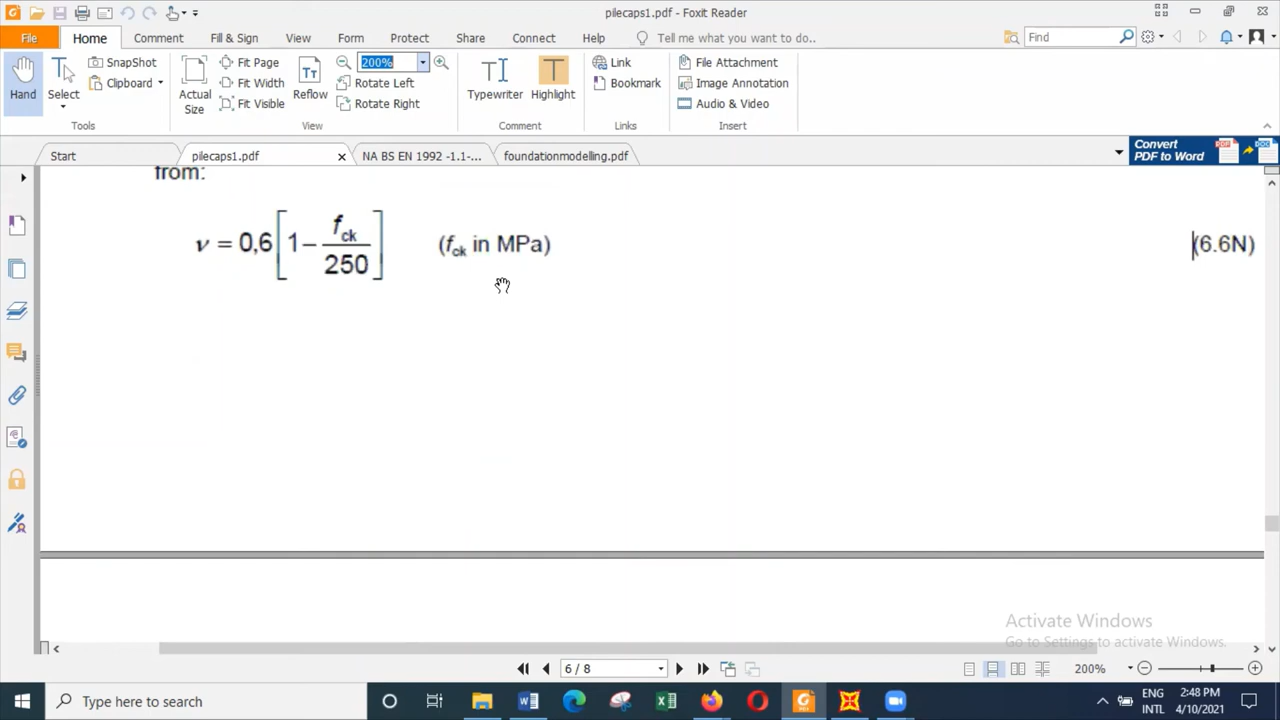 pilecaps1.pdf - Foxit Reader
File Home Comment Fill & Sign View Form Protect Share Connect Help Tell me what you want to do.. Find
Hand
Select
SnapShot
Clipboard
Tools
Actual
Size
Fit Page
Fit Width
Fit Visible
Reflow
200%
Rotate Left
Rotate Right
View
Typewriter
Highlight
Comment
Link
Bookmark
Links
File Attachment
Image Annotation
Audio & Video
Insert
Start pilecaps1.pdf NA BS EN 1992 -1.1-... foundationmodelling.pdf
Convert
PDF to Word
from:
ν = 0,6 [1 − fck/250] (fck in MPa) (6.6N)
Activate Windows
Go to Settings to activate Windows.
6 / 8 200%
Type here to search
ENG
INTL
2:48 PM
4/10/2021